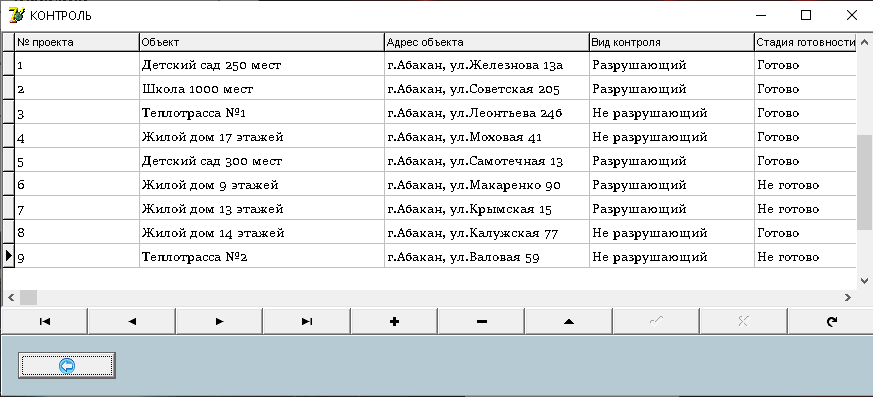 КОНТРОЛЬ
№ проекта Объект Адрес объекта Вид контроля Стадия готовности
1 Детский сад 250 мест г.Абакан, ул.Железнова 13а Разрушающий Готово
2 Школа 1000 мест г.Абакан, ул.Советская 205 Разрушающий Готово
3 Теплотрасса №1 г.Абакан, ул.Леонтьева 24б Не разрушающий Готово
4 Жилой дом 17 этажей г.Абакан, ул.Моховая 41 Не разрушающий Готово
5 Детский сад 300 мест г.Абакан, ул.Самотечная 13 Разрушающий Готово
6 Жилой дом 9 этажей г.Абакан, ул.Макаренко 90 Разрушающий Не готово
7 Жилой дом 13 этажей г.Абакан, ул.Крымская 15 Разрушающий Не готово
8 Жилой дом 14 этажей г.Абакан, ул.Калужская 77 Не разрушающий Готово
9 Теплотрасса №2 г.Абакан, ул.Валовая 59 Не разрушающий Не готово